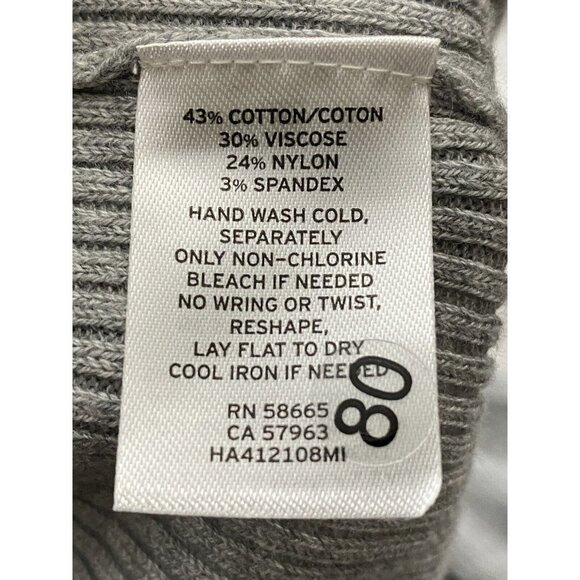 43% COTTON/COTON
30% VISCOSE
24% NYLON
3% SPANDEX
HAND WASH COLD,
SEPARATELY
ONLY NON-CHLORINE
BLEACH IF NEEDED
NO WRING OR TWIST,
RESHAPE,
LAY FLAT TO DRY
COOL IRON IF NEEDED
80
RN 58665
CA 57963
HA412108MI